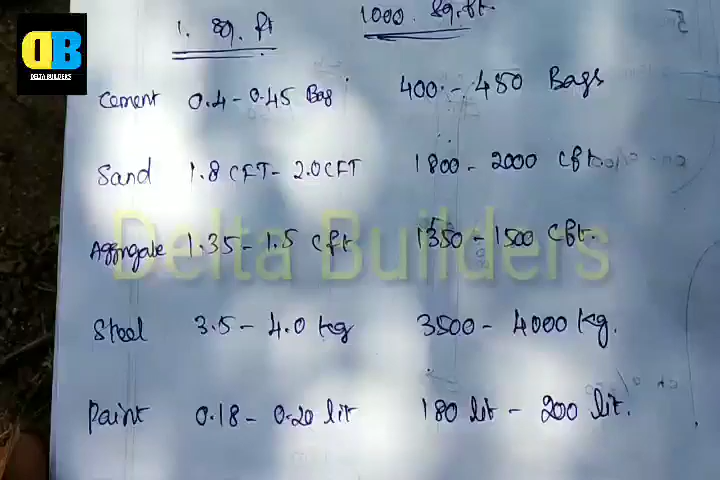 DB
DELTA BUILDERS
1. Sq. ft 1000. Sq.ft.
Cement 0.4 - 0.45 Bag 400 - 450 Bags
Sand 1.8 CFT - 2.0 CFT 1800 - 2000 cft.
Aggregate 1.35 - 1.5 cft 1350 - 1500 cft.
Delta Builders
Steel 3.5 - 4.0 kg 3500 - 4000 kg.
Paint 0.18 - 0.20 lit 180 lit - 200 lit.